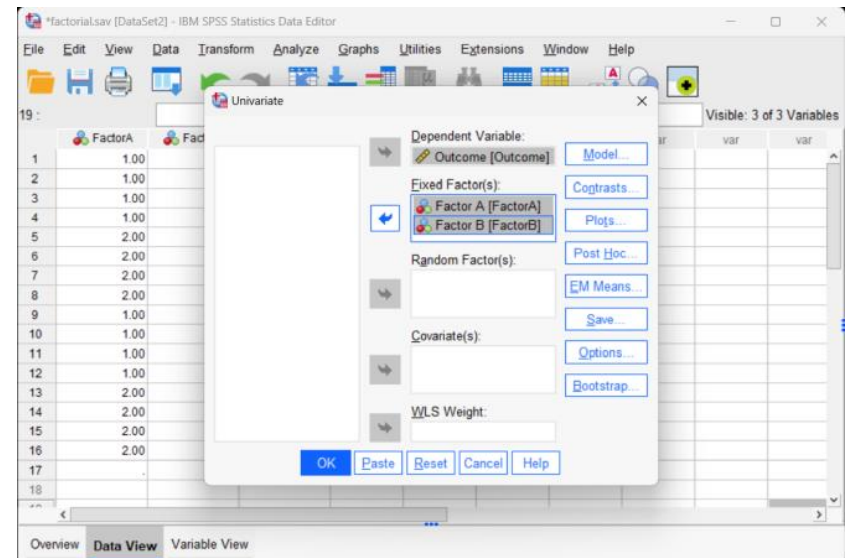 *factorial.sav [DataSet2] - IBM SPSS Statistics Data Editor
File Edit View Data Transform Analyze Graphs Utilities Extensions Window Help
19 :
Visible: 3 of 3 Variables
Univariate
FactorA
var
var
1 1.00
2 1.00
3 1.00
4 1.00
5 2.00
6 2.00
7 2.00
8 2.00
9 1.00
10 1.00
11 1.00
12 1.00
13 2.00
14 2.00
15 2.00
16 2.00
17 .
18
Dependent Variable:
Outcome [Outcome]
Fixed Factor(s):
Factor A [FactorA]
Factor B [FactorB]
Random Factor(s):
Covariate(s):
WLS Weight:
Model...
Contrasts...
Plots...
Post Hoc...
EM Means...
Save...
Options...
Bootstrap...
OK Paste Reset Cancel Help
Overview Data View Variable View